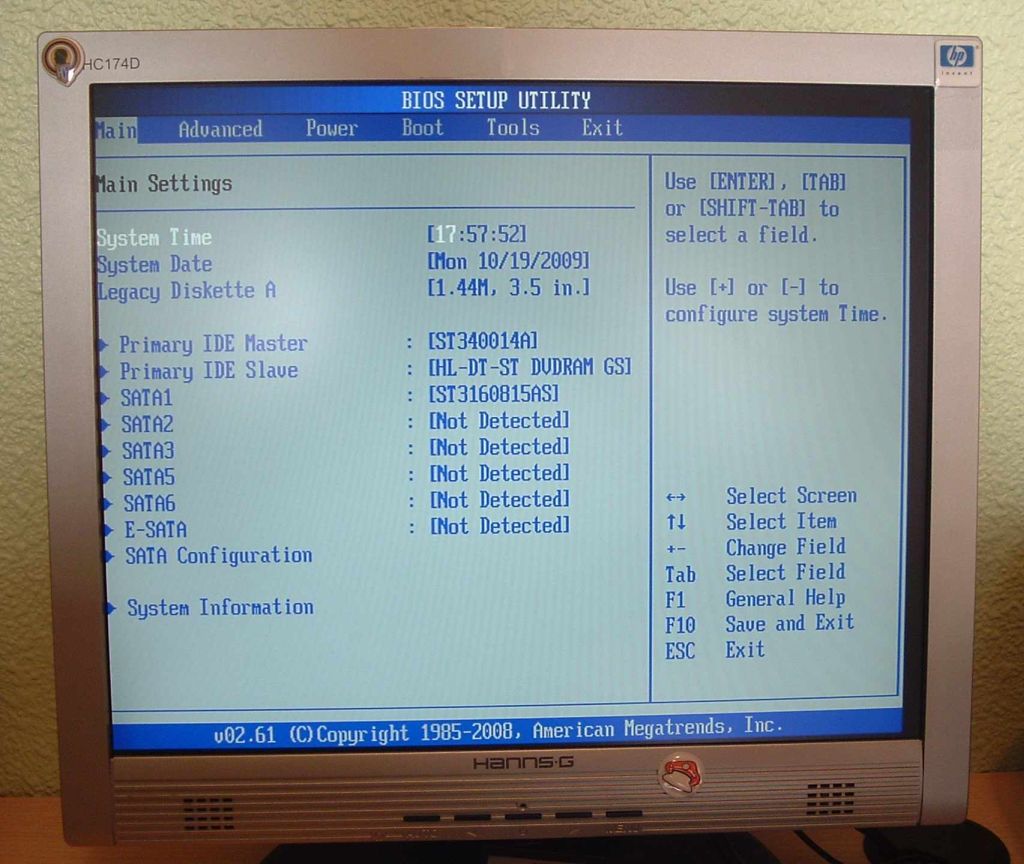 HC174D
hp
invent
BIOS SETUP UTILITY
Main Advanced Power Boot Tools Exit
Main Settings
System Time [17:57:52]
System Date [Mon 10/19/2009]
Legacy Diskette A [1.44M, 3.5 in.]
Primary IDE Master : [ST340014A]
Primary IDE Slave : [HL-DT-ST DVDRAM GS]
SATA1 : [ST3160815AS]
SATA2 : [Not Detected]
SATA3 : [Not Detected]
SATA5 : [Not Detected]
SATA6 : [Not Detected]
E-SATA : [Not Detected]
SATA Configuration
System Information
Use [ENTER], [TAB]
or [SHIFT-TAB] to
select a field.
Use [+] or [-] to
configure system Time.
↔ Select Screen
↑↓ Select Item
+- Change Field
Tab Select Field
F1 General Help
F10 Save and Exit
ESC Exit
v02.61 (C)Copyright 1985-2008, American Megatrends, Inc.
HANNS·G